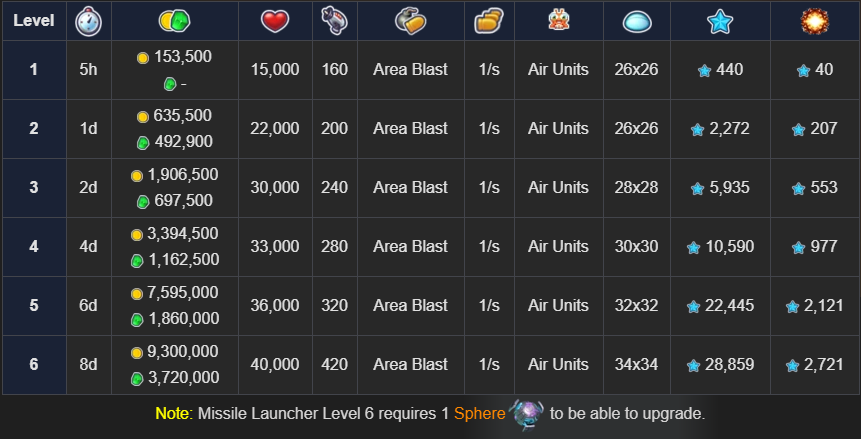 Level
1 5h 153,500 - 15,000 160 Area Blast 1/s Air Units 26x26 440 40
2 1d 635,500 492,900 22,000 200 Area Blast 1/s Air Units 26x26 2,272 207
3 2d 1,906,500 697,500 30,000 240 Area Blast 1/s Air Units 28x28 5,935 553
4 4d 3,394,500 1,162,500 33,000 280 Area Blast 1/s Air Units 30x30 10,590 977
5 6d 7,595,000 1,860,000 36,000 320 Area Blast 1/s Air Units 32x32 22,445 2,121
6 8d 9,300,000 3,720,000 40,000 420 Area Blast 1/s Air Units 34x34 28,859 2,721
Note: Missile Launcher Level 6 requires 1 Sphere to be able to upgrade.